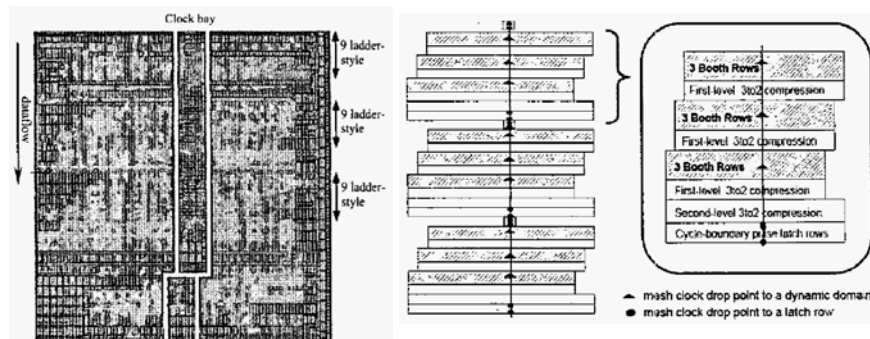 Clock bay
9 ladder-
style
9 ladder-
style
9 ladder-
style
dataflow
3 Booth Rows
First-level 3to2 compression
3 Booth Rows
First-level 3to2 compression
3 Booth Rows
First-level 3to2 compression
Second-level 3to2 compression
Cycle-boundary pulse latch rows
mesh clock drop point to a dynamic domain
mesh clock drop point to a latch row